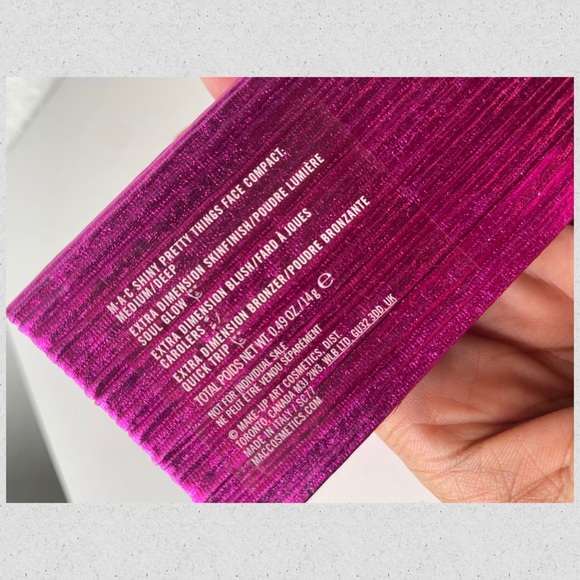 M·A·C SHINY PRETTY THINGS FACE COMPACT:
MEDIUM/DEEP
EXTRA DIMENSION SKINFINISH/POUDRE LUMIÈRE
SOUL GLOW
EXTRA DIMENSION BLUSH/FARD À JOUES
CAROLERS
EXTRA DIMENSION BRONZER/POUDRE BRONZANTE
QUICK TRIP
TOTAL POIDS NET WT. 0.49 OZ./14g ℮
NOT FOR INDIVIDUAL SALE
NE PEUT ÊTRE VENDU SÉPARÉMENT
© MAKE-UP ART COSMETICS, DIST.
TORONTO, CANADA K3J 2N3 WLB LTD, GU32 3DD, UK
MADE IN ITALY
MACCOSMETICS.COM